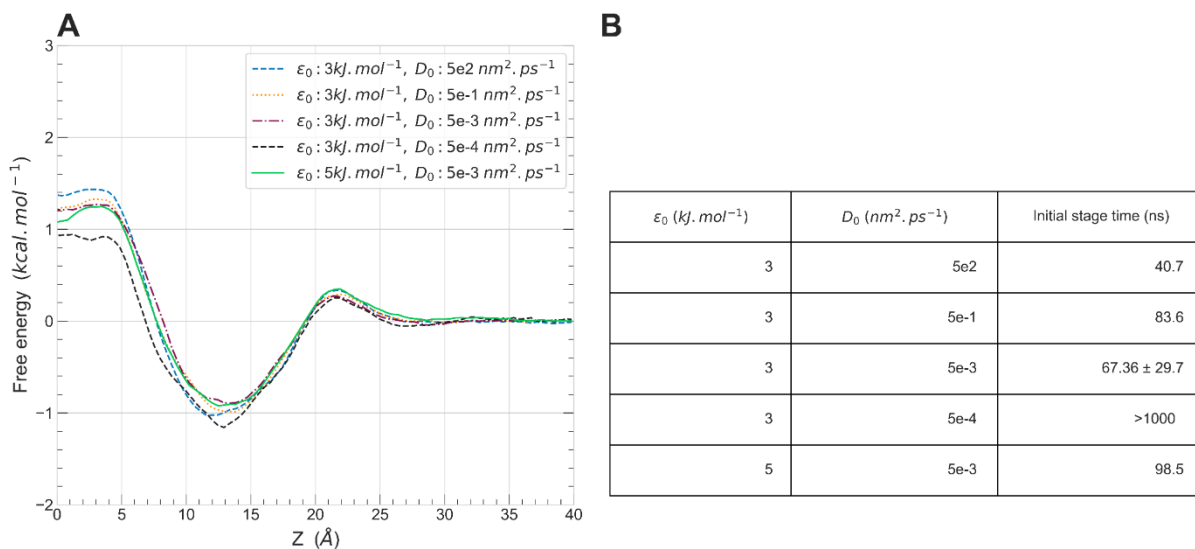 A
B
ε₀ : 3kJ.mol⁻¹, D₀ : 5e2 nm².ps⁻¹
ε₀ : 3kJ.mol⁻¹, D₀ : 5e-1 nm².ps⁻¹
ε₀ : 3kJ.mol⁻¹, D₀ : 5e-3 nm².ps⁻¹
ε₀ : 3kJ.mol⁻¹, D₀ : 5e-4 nm².ps⁻¹
ε₀ : 5kJ.mol⁻¹, D₀ : 5e-3 nm².ps⁻¹
Free energy (kcal.mol⁻¹)
3
2
1
0
−1
−2
0 5 10 15 20 25 30 35 40
Z (Å)
ε₀ (kJ.mol⁻¹) D₀ (nm².ps⁻¹) Initial stage time (ns)
3 5e2 40.7
3 5e-1 83.6
3 5e-3 67.36 ± 29.7
3 5e-4 >1000
5 5e-3 98.5